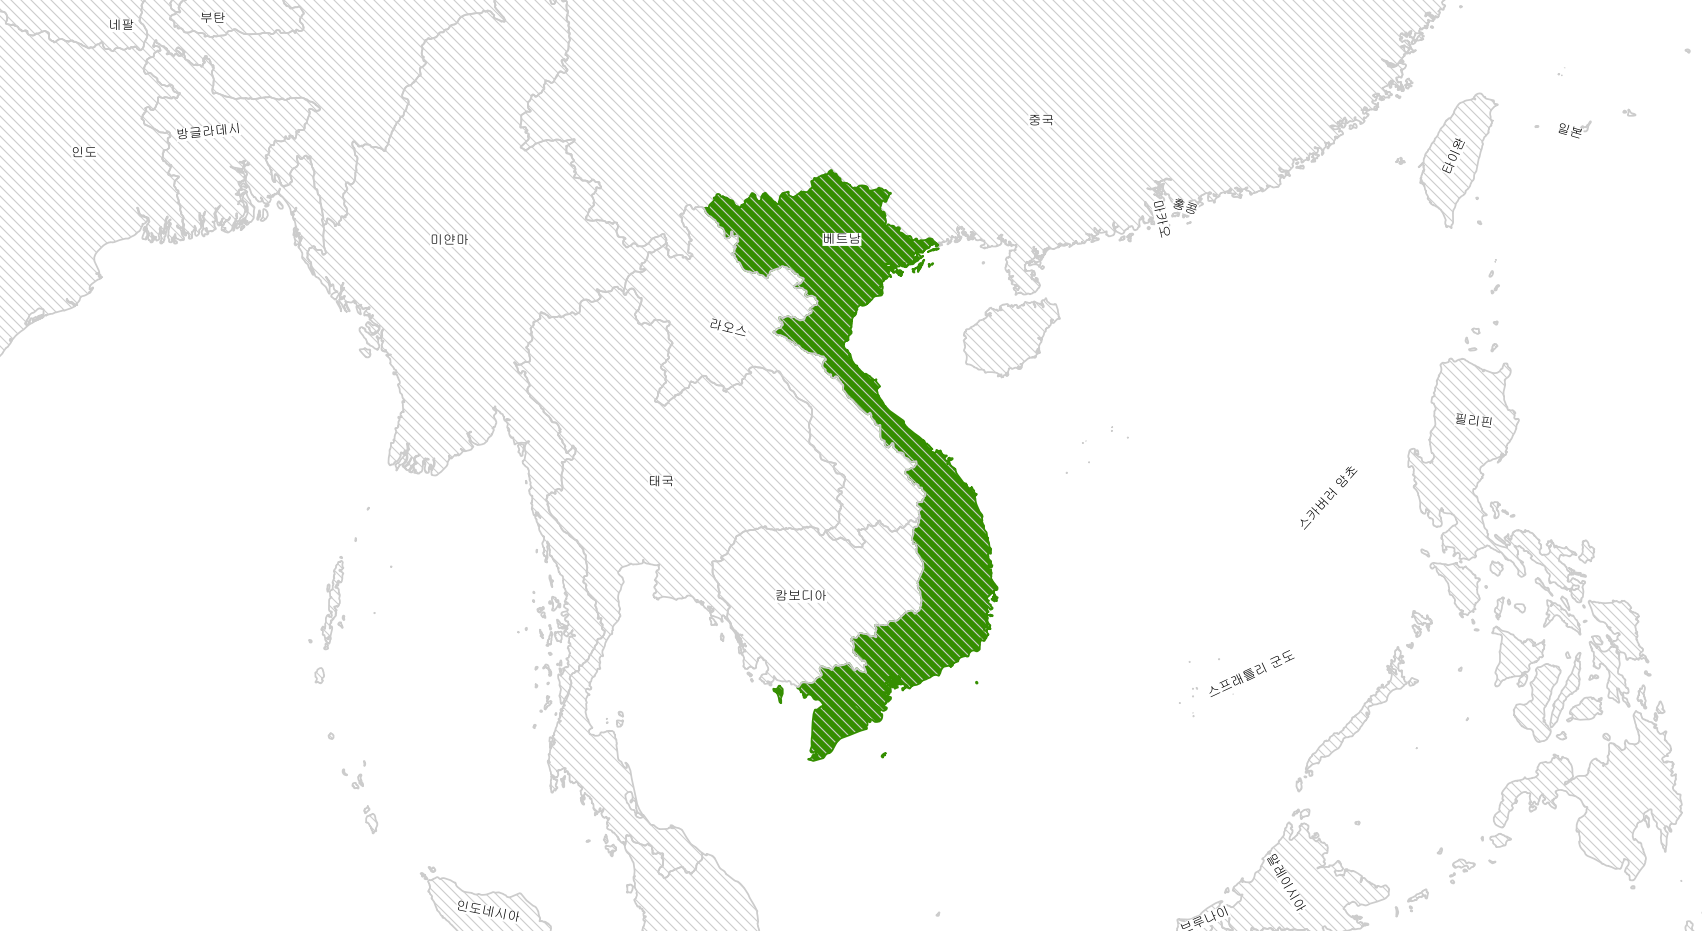 네팔
부탄
중국
방글라데시
인도
일본
타이완
홍콩
마카오
베트남
미얀마
라오스
필리핀
태국
스카버러 암초
캄보디아
스프래틀리 군도
말레이시아
인도네시아
브루나이